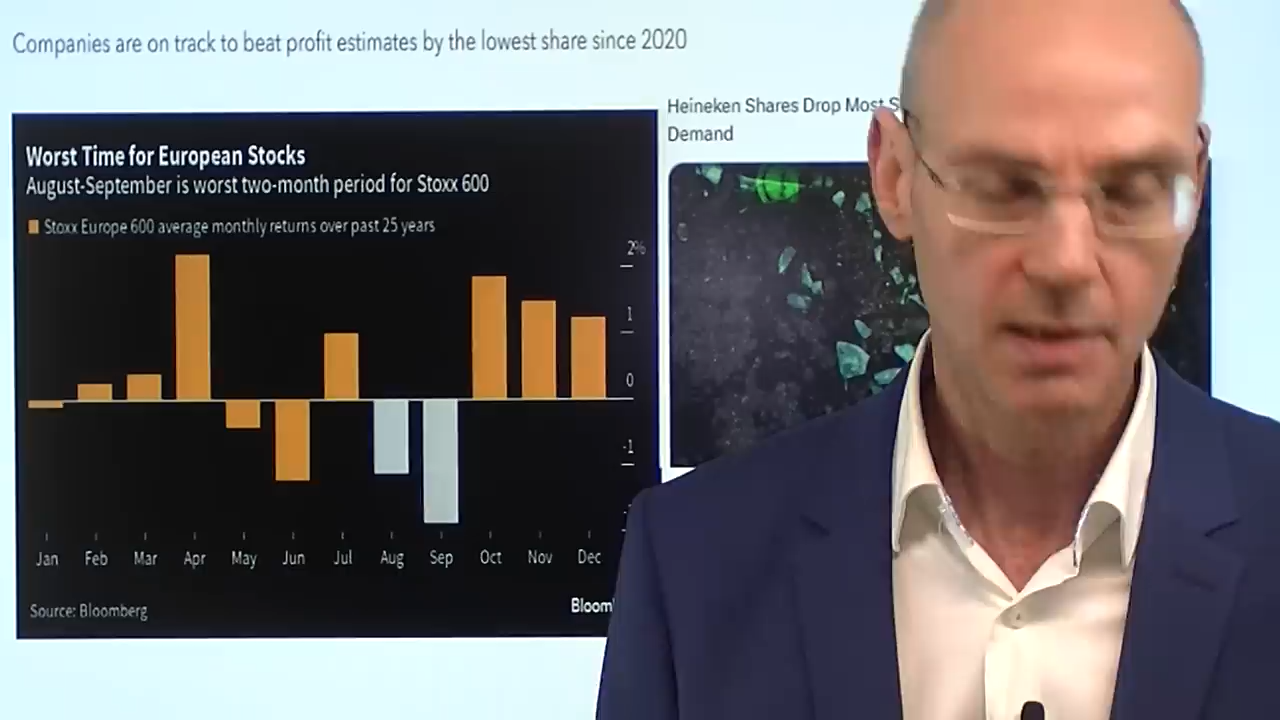 Companies are on track to beat profit estimates by the lowest share since 2020
Heineken Shares Drop Most
Demand
Worst Time for European Stocks
August-September is worst two-month period for Stoxx 600
Stoxx Europe 600 average monthly returns over past 25 years
2%
1
0
-1
Jan Feb Mar Apr May Jun Jul Aug Sep Oct Nov Dec
Source: Bloomberg